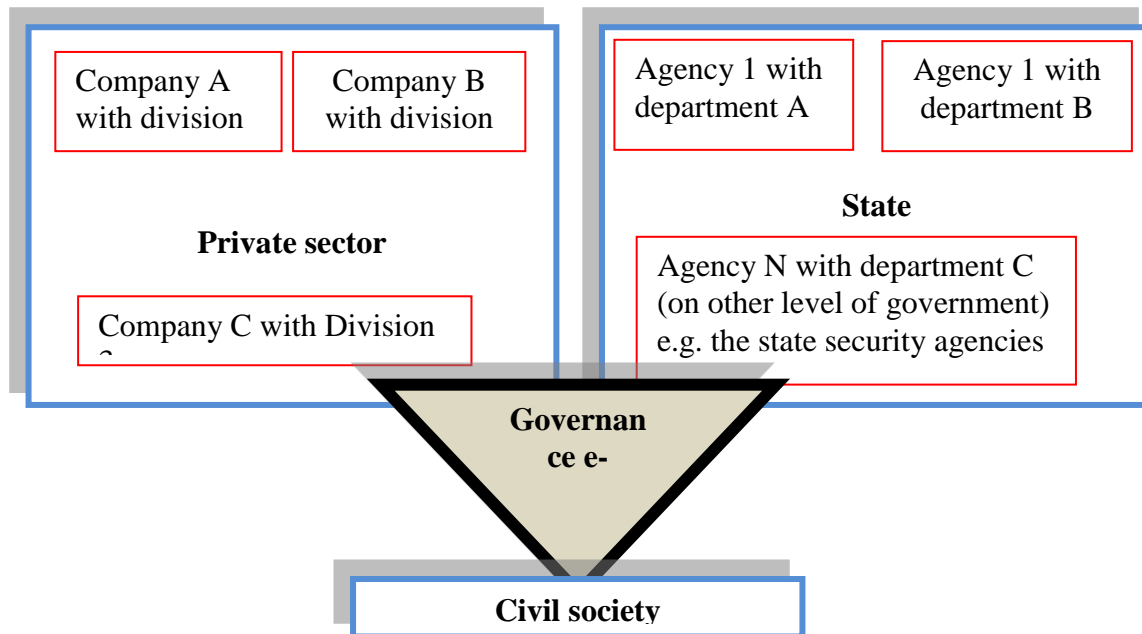 Company A
with division
Company B
with division
Private sector
Company C with Division
Agency 1 with
department A
Agency 1 with
department B
State
Agency N with department C
(on other level of government)
e.g. the state security agencies
Governan
ce e-
Civil society